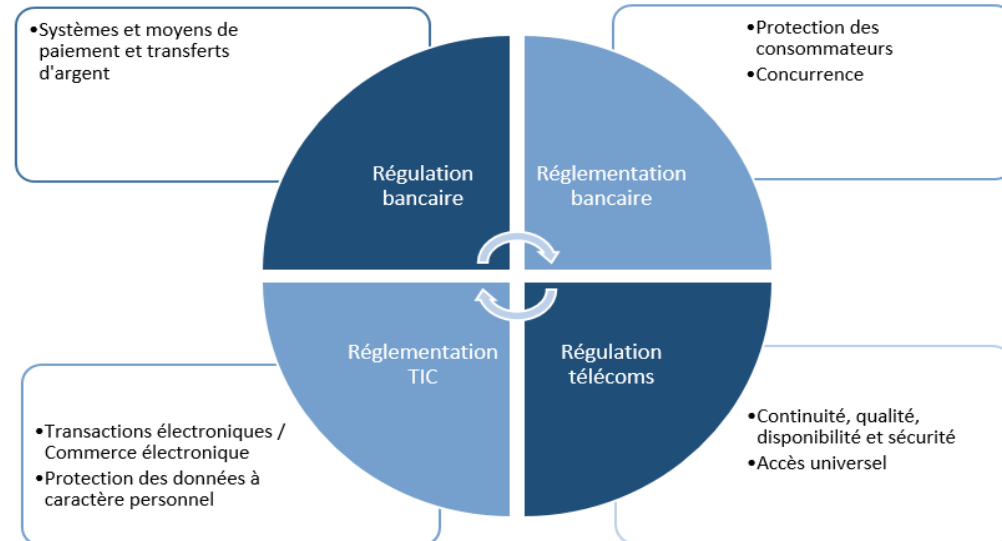 •Systèmes et moyens de
paiement et transferts
d'argent
•Protection des
consommateurs
•Concurrence
Régulation
bancaire
Réglementation
bancaire
Réglementation
TIC
Régulation
télécoms
•Transactions électroniques /
Commerce électronique
•Protection des données à
caractère personnel
•Continuité, qualité,
disponibilité et sécurité
•Accès universel